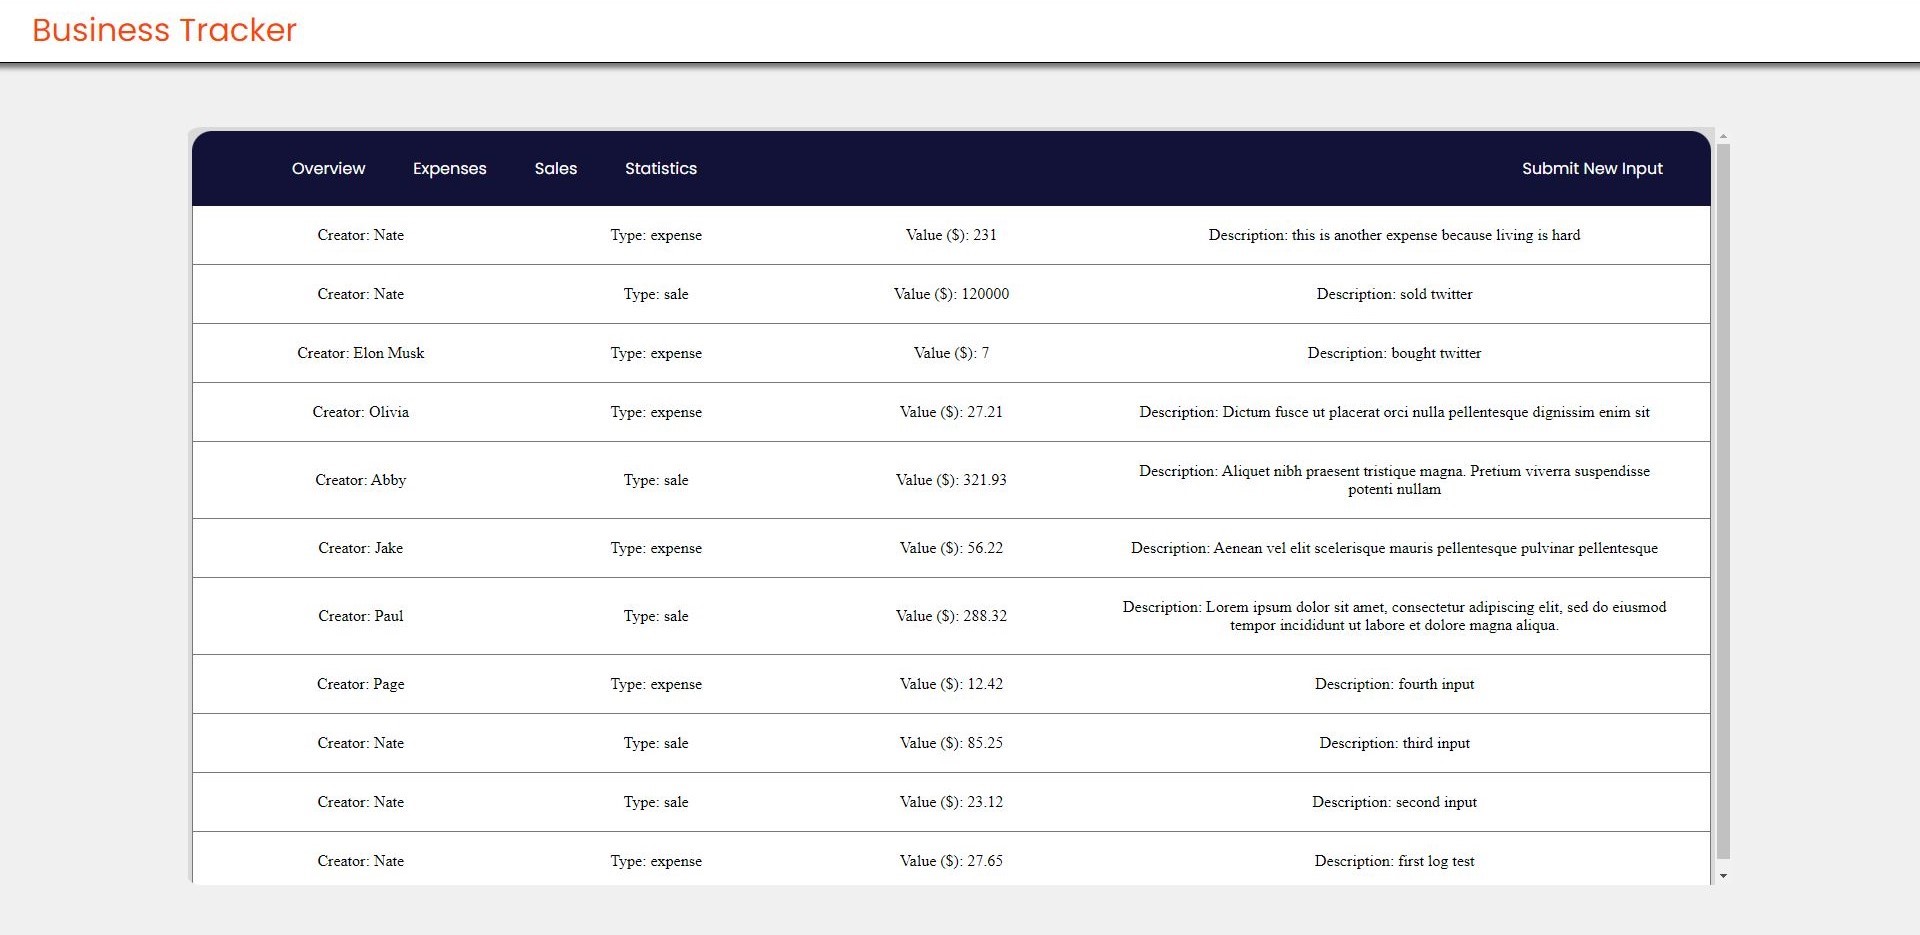 Business Tracker
Overview Expenses Sales Statistics Submit New Input
Creator: Nate Type: expense Value ($): 231 Description: this is another expense because living is hard
Creator: Nate Type: sale Value ($): 120000 Description: sold twitter
Creator: Elon Musk Type: expense Value ($): 7 Description: bought twitter
Creator: Olivia Type: expense Value ($): 27.21 Description: Dictum fusce ut placerat orci nulla pellentesque dignissim enim sit
Creator: Abby Type: sale Value ($): 321.93 Description: Aliquet nibh praesent tristique magna. Pretium viverra suspendisse
potenti nullam
Creator: Jake Type: expense Value ($): 56.22 Description: Aenean vel elit scelerisque mauris pellentesque pulvinar pellentesque
Creator: Paul Type: sale Value ($): 288.32 Description: Lorem ipsum dolor sit amet, consectetur adipiscing elit, sed do eiusmod
tempor incididunt ut labore et dolore magna aliqua.
Creator: Page Type: expense Value ($): 12.42 Description: fourth input
Creator: Nate Type: sale Value ($): 85.25 Description: third input
Creator: Nate Type: sale Value ($): 23.12 Description: second input
Creator: Nate Type: expense Value ($): 27.65 Description: first log test